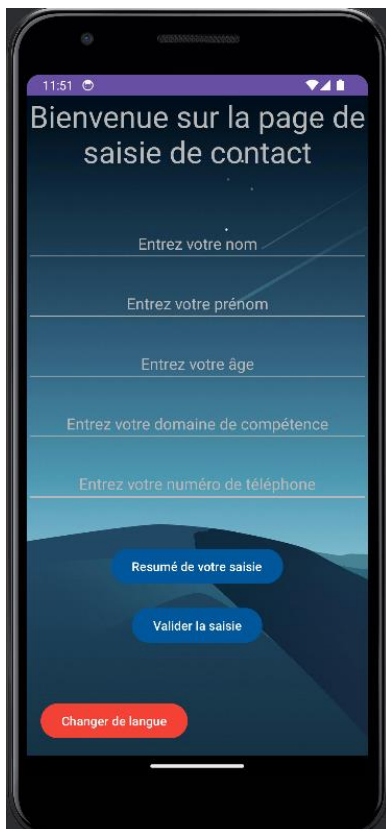 11:51
Bienvenue sur la page de
saisie de contact
Entrez votre nom
Entrez votre prénom
Entrez votre âge
Entrez votre domaine de compétence
Entrez votre numéro de téléphone
Resumé de votre saisie
Valider la saisie
Changer de langue